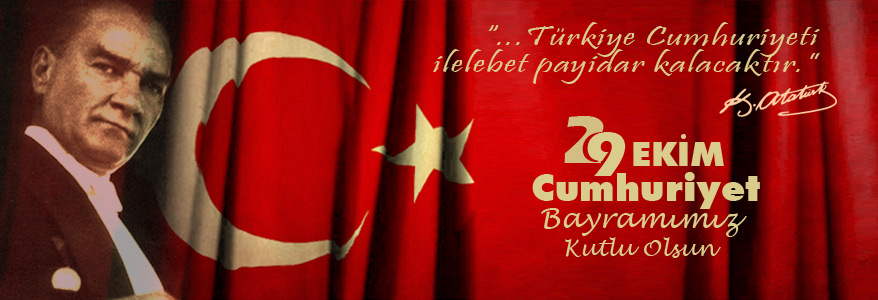 "...Türkiye Cumhuriyeti
ilelebet payidar kalacaktır."
K. Atatürk
29 EKİM
Cumhuriyet
Bayramımız
Kutlu Olsun